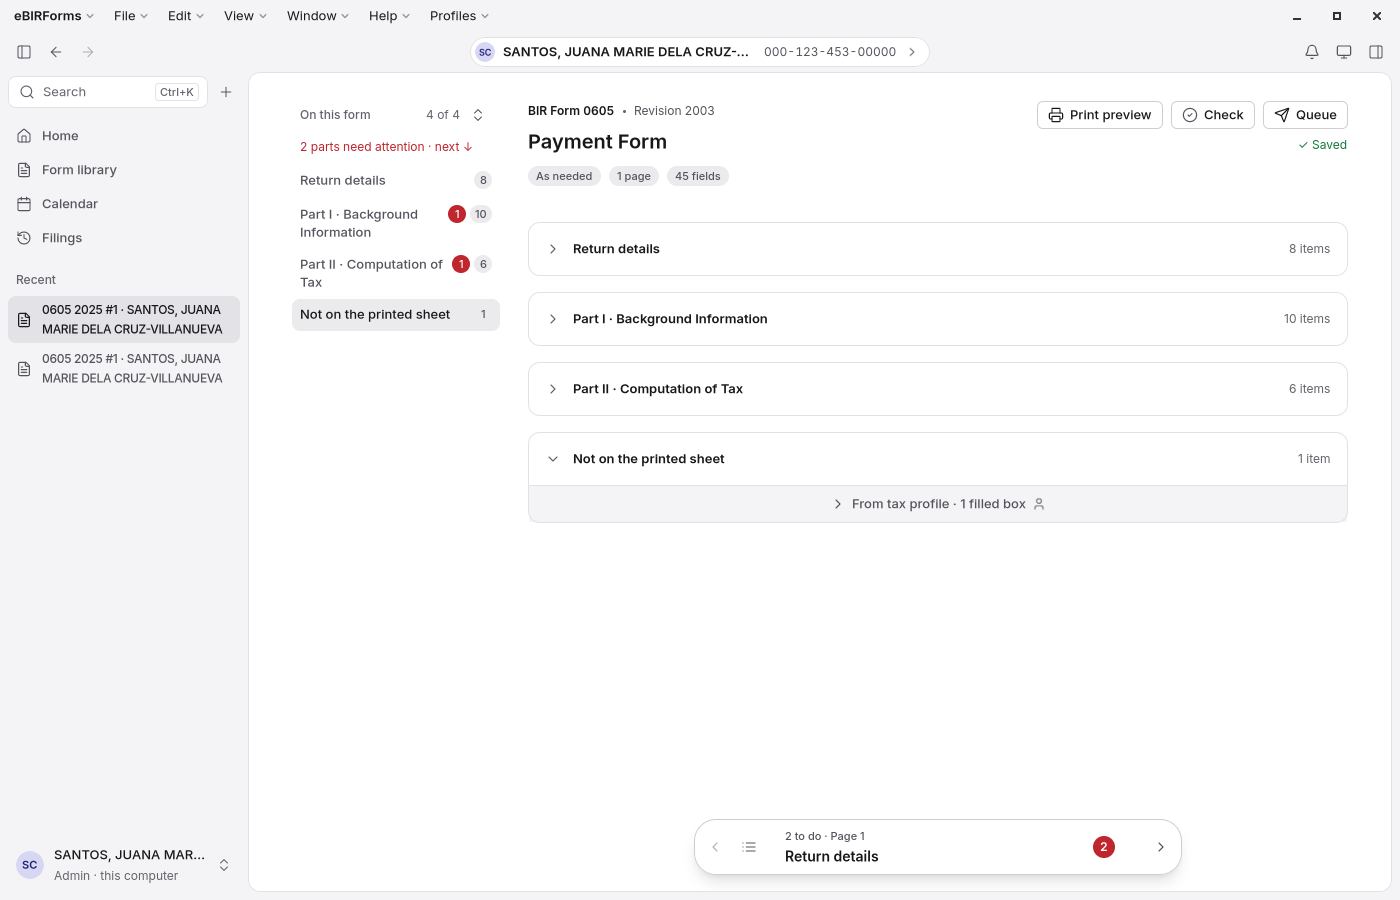 eBIRForms File Edit View Window Help Profiles
SC SANTOS, JUANA MARIE DELA CRUZ-... 000-123-453-00000
Search Ctrl+K
Home
Form library
Calendar
Filings
Recent
0605 2025 #1 · SANTOS, JUANA
MARIE DELA CRUZ-VILLANUEVA
0605 2025 #1 · SANTOS, JUANA
MARIE DELA CRUZ-VILLANUEVA
SC SANTOS, JUANA MAR...
Admin · this computer
On this form 4 of 4
2 parts need attention · next ↓
Return details 8
Part I · Background 1 10
Information
Part II · Computation of 1 6
Tax
Not on the printed sheet 1
BIR Form 0605 • Revision 2003
Payment Form
As needed 1 page 45 fields
Print preview Check Queue
✓ Saved
Return details 8 items
Part I · Background Information 10 items
Part II · Computation of Tax 6 items
Not on the printed sheet 1 item
From tax profile · 1 filled box
2 to do · Page 1
Return details 2